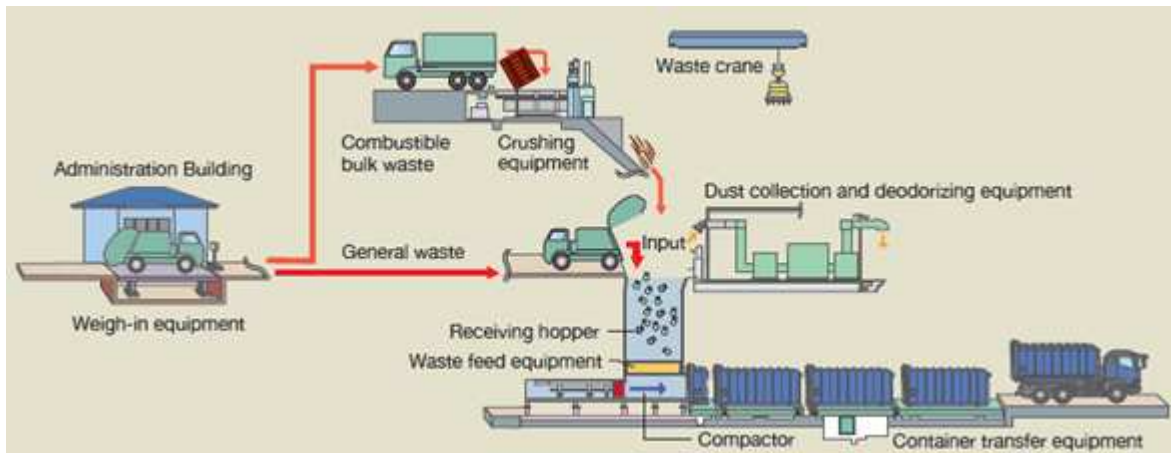 Waste crane
Combustible
bulk waste
Crushing
equipment
Administration Building
Dust collection and deodorizing equipment
General waste
Input
Weigh-in equipment
Receiving hopper
Waste feed equipment
Compactor
Container transfer equipment